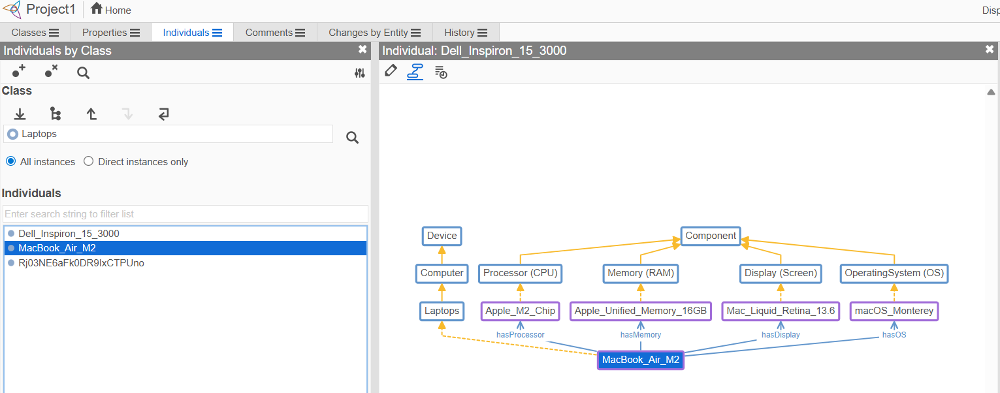 Project1 Home Disp
Classes Properties Individuals Comments Changes by Entity History
Individuals by Class
Individual: Dell_Inspiron_15_3000
Class
Laptops
All instances Direct instances only
Individuals
Enter search string to filter list
Dell_Inspiron_15_3000
MacBook_Air_M2
Rj03NE6aFk0DR9IxCTPUno
Device Component
Computer Processor (CPU) Memory (RAM) Display (Screen) OperatingSystem (OS)
Laptops Apple_M2_Chip Apple_Unified_Memory_16GB Mac_Liquid_Retina_13.6 macOS_Monterey
hasProcessor hasMemory hasDisplay hasOS
MacBook_Air_M2